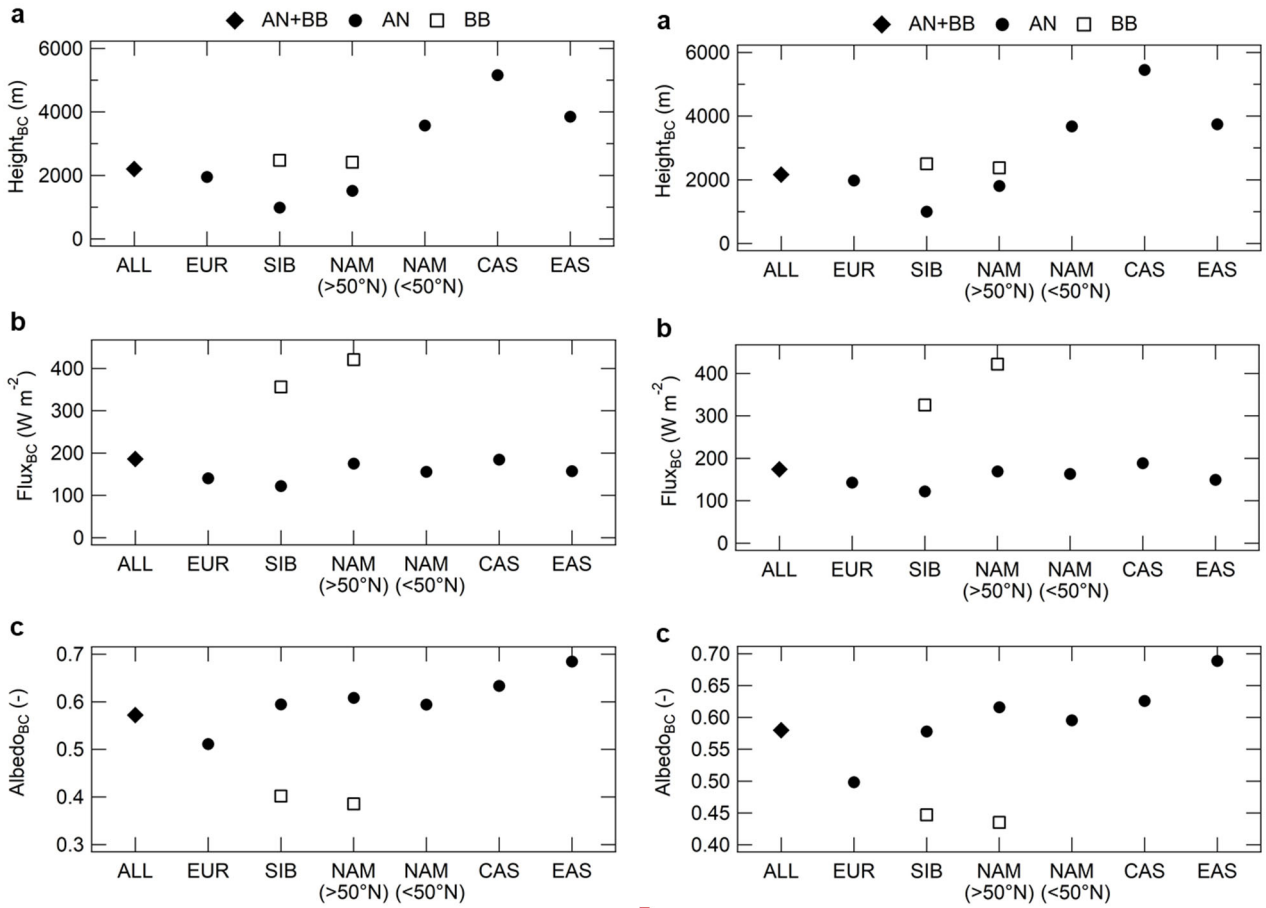 a
◆ AN+BB ● AN □ BB
6000
4000
2000
0
Height_BC (m)
ALL EUR SIB NAM NAM CAS EAS
(>50°N) (<50°N)
b
400
300
200
100
0
Flux_BC (W m⁻²)
ALL EUR SIB NAM NAM CAS EAS
(>50°N) (<50°N)
c
0.7
0.6
0.5
0.4
0.3
Albedo_BC (-)
ALL EUR SIB NAM NAM CAS EAS
(>50°N) (<50°N)
a
◆ AN+BB ● AN □ BB
6000
4000
2000
0
Height_BC (m)
ALL EUR SIB NAM NAM CAS EAS
(>50°N) (<50°N)
b
400
300
200
100
0
Flux_BC (W m⁻²)
ALL EUR SIB NAM NAM CAS EAS
(>50°N) (<50°N)
c
0.70
0.65
0.60
0.55
0.50
0.45
0.40
Albedo_BC (-)
ALL EUR SIB NAM NAM CAS EAS
(>50°N) (<50°N)